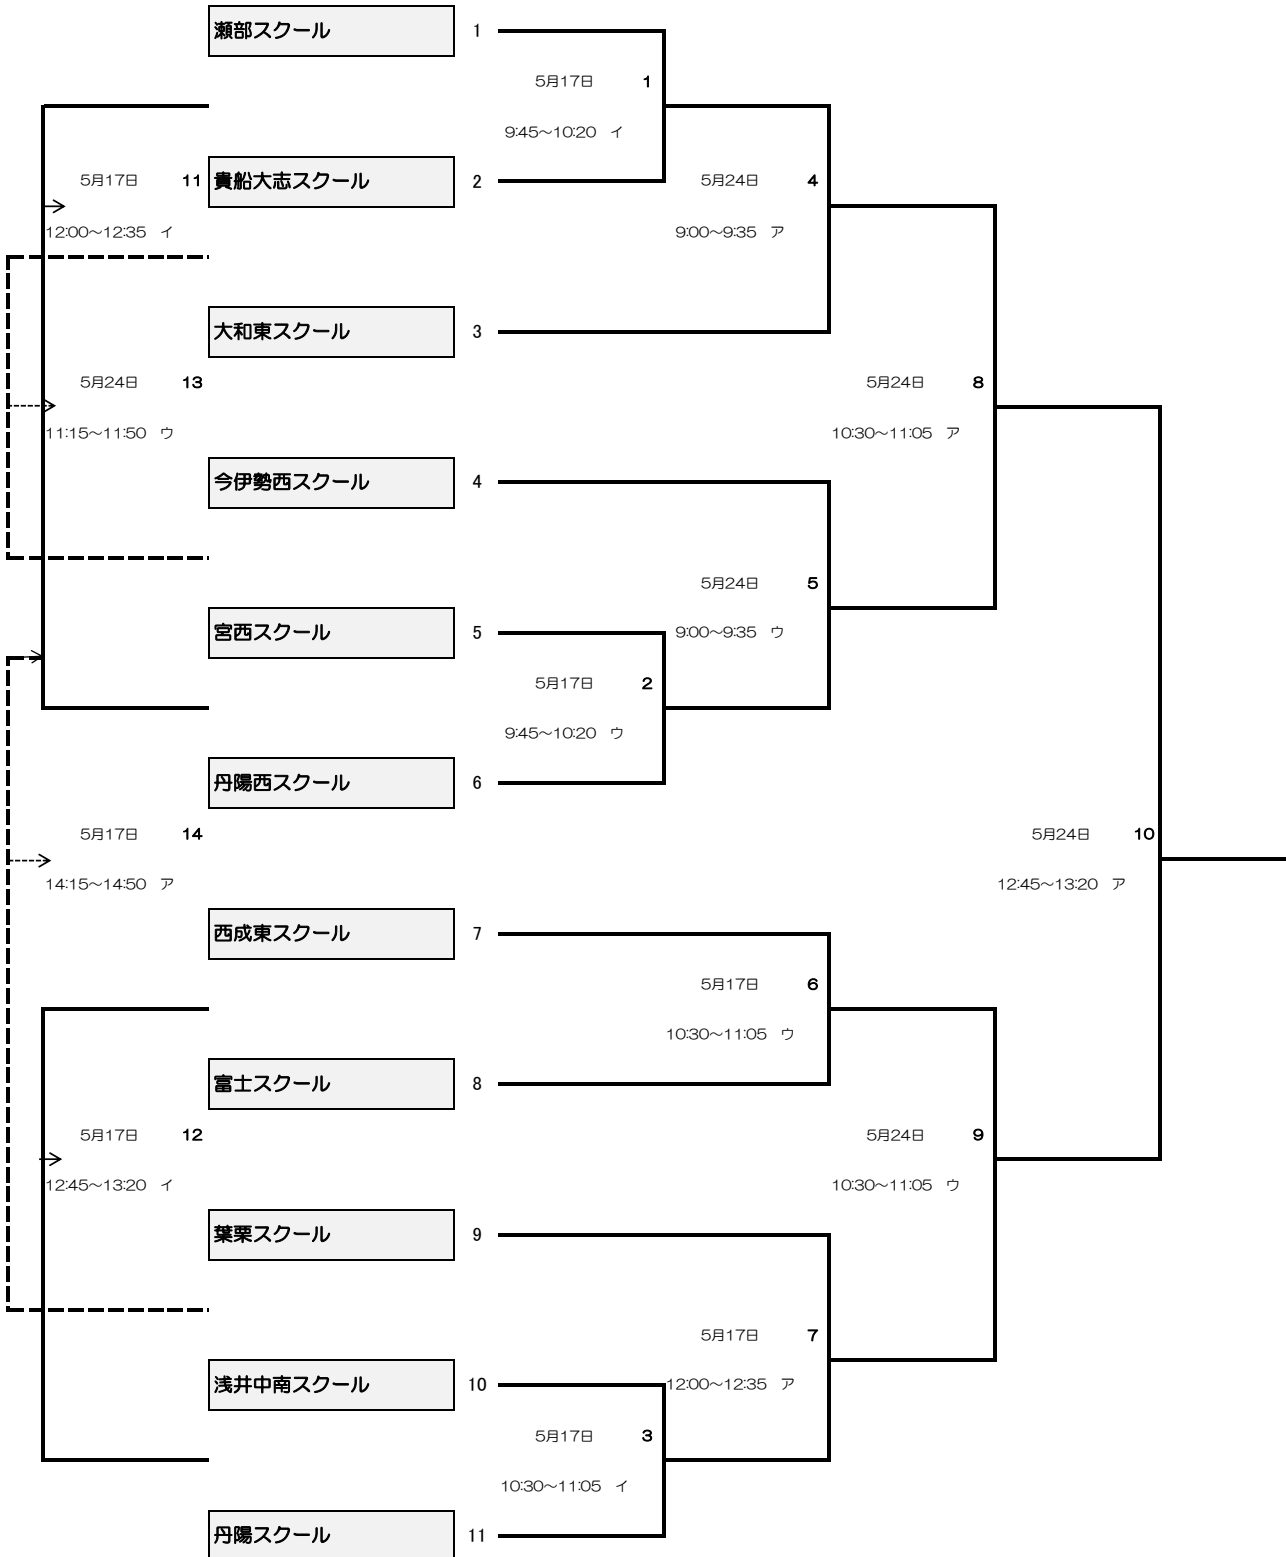 瀬部スクール 1
5月17日 1
9:45～10:20 イ
5月17日 11 貴船大志スクール 2 5月24日 4
12:00～12:35 イ 9:00～9:35 ア
大和東スクール 3
5月24日 13 5月24日 8
11:15～11:50 ウ 10:30～11:05 ア
今伊勢西スクール 4
5月24日 5
宮西スクール 5 9:00～9:35 ウ
5月17日 2
9:45～10:20 ウ
丹陽西スクール 6
5月17日 14 5月24日 10
14:15～14:50 ア 12:45～13:20 ア
西成東スクール 7
5月17日 6
10:30～11:05 ウ
富士スクール 8
5月17日 12 5月24日 9
12:45～13:20 イ 10:30～11:05 ウ
葉栗スクール 9
5月17日 7
浅井中南スクール 10 12:00～12:35 ア
5月17日 3
10:30～11:05 イ
丹陽スクール 11